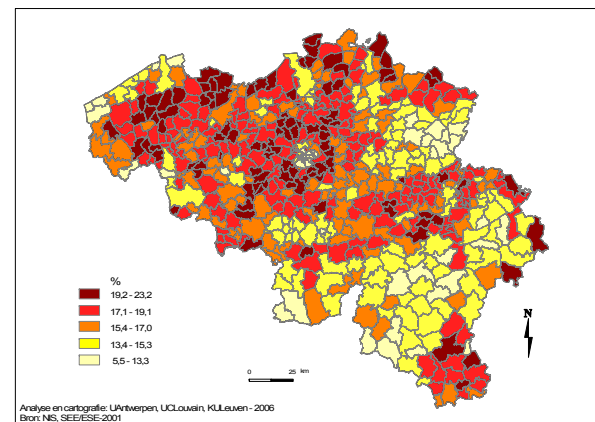 %
19,2 - 23,2
17,1 - 19,1
15,4 - 17,0
13,4 - 15,3
5,5 - 13,3
N
0 25 km
Analyse en cartografie: UAntwerpen, UCLouvain, KULeuven - 2006
Bron: NIS, SEE/ESE-2001